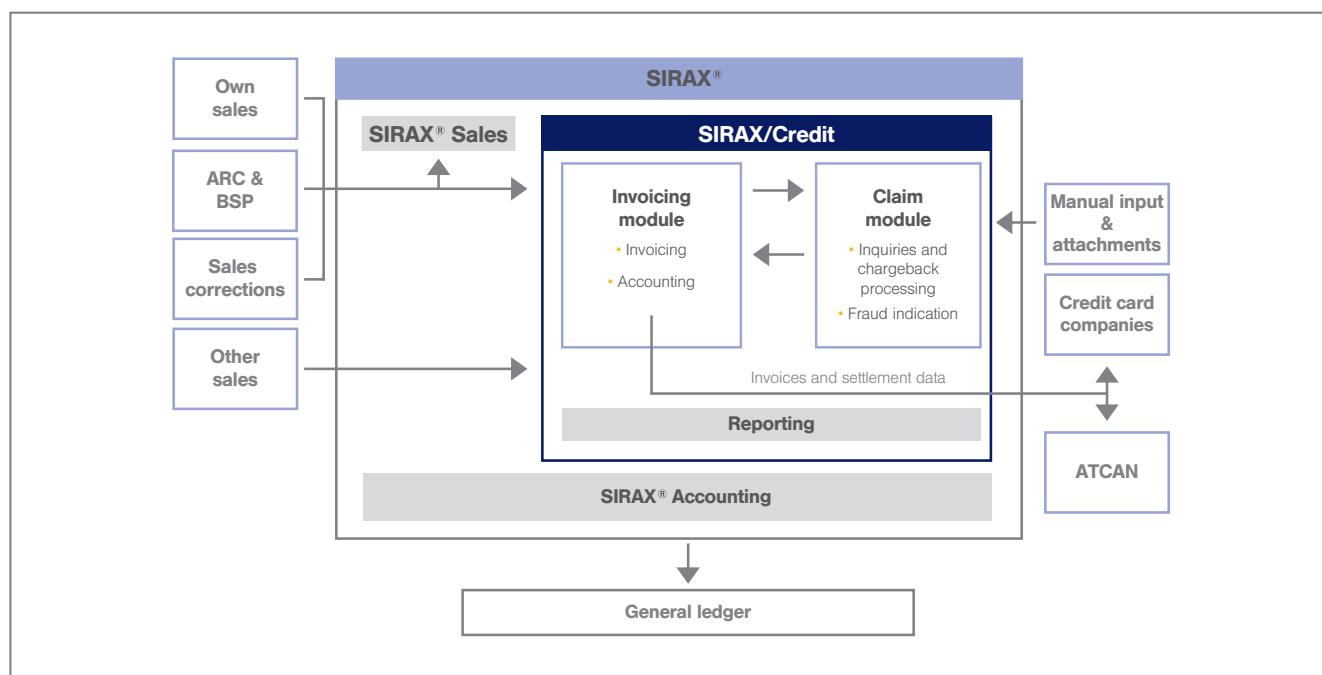 SIRAX®
Own
sales
ARC &
BSP
Sales
corrections
Other
sales
SIRAX® Sales
SIRAX/Credit
Invoicing
module
• Invoicing
• Accounting
Claim
module
• Inquiries and
chargeback
processing
• Fraud indication
Invoices and settlement data
Reporting
SIRAX® Accounting
Manual input
&
attachments
Credit card
companies
ATCAN
General ledger